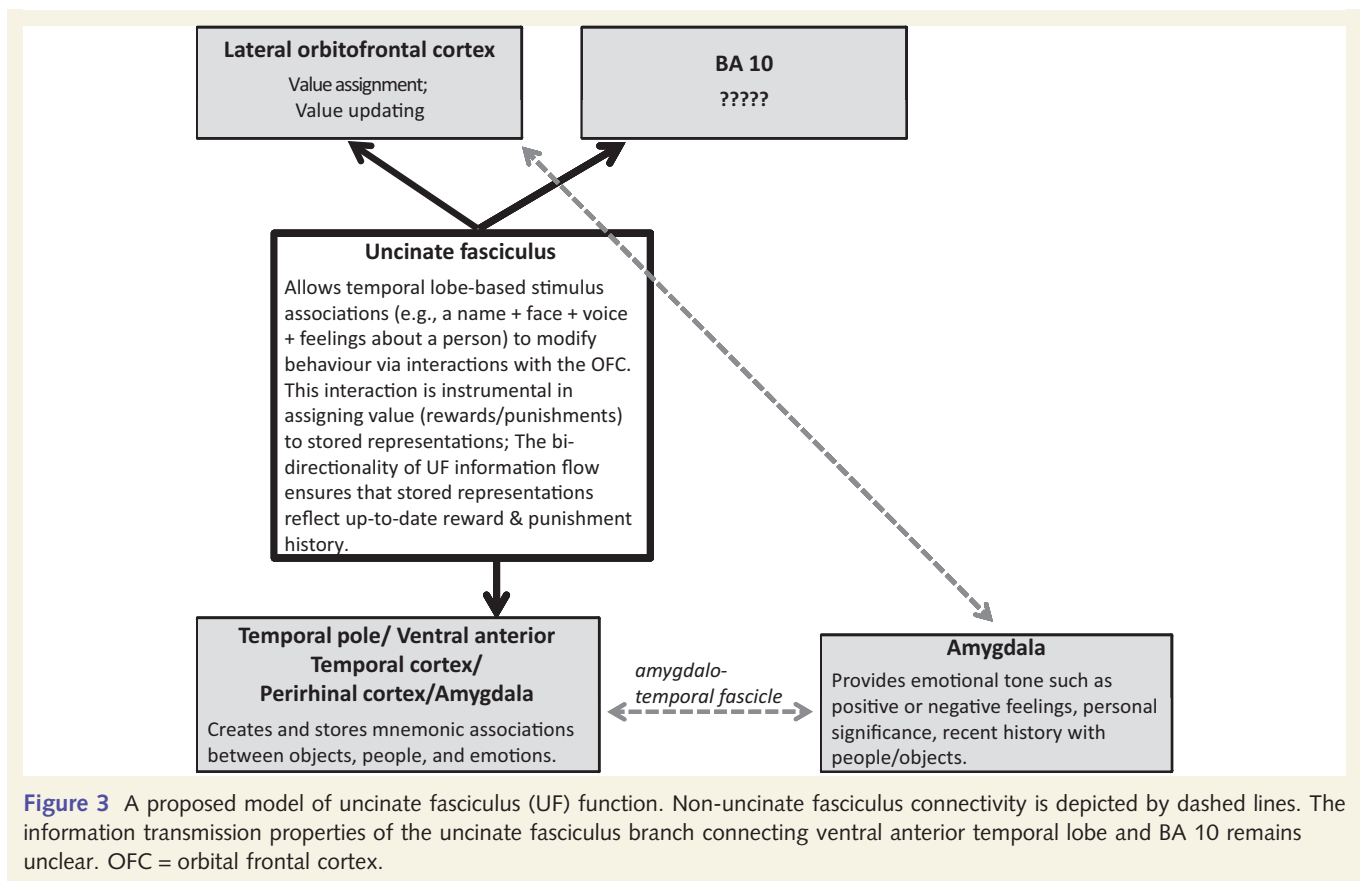 Lateral orbitofrontal cortex
Value assignment;
Value updating
BA 10
?????
Uncinate fasciculus
Allows temporal lobe-based stimulus
associations (e.g., a name + face + voice
+ feelings about a person) to modify
behaviour via interactions with the OFC.
This interaction is instrumental in
assigning value (rewards/punishments)
to stored representations; The bi-
directionality of UF information flow
ensures that stored representations
reflect up-to-date reward & punishment
history.
Temporal pole/ Ventral anterior
Temporal cortex/
Perirhinal cortex/Amygdala
Creates and stores mnemonic associations
between objects, people, and emotions.
amygdalo-
temporal fascicle
Amygdala
Provides emotional tone such as
positive or negative feelings, personal
significance, recent history with
people/objects.
Figure 3 A proposed model of uncinate fasciculus (UF) function. Non-uncinate fasciculus connectivity is depicted by dashed lines. The
information transmission properties of the uncinate fasciculus branch connecting ventral anterior temporal lobe and BA 10 remains
unclear. OFC = orbital frontal cortex.